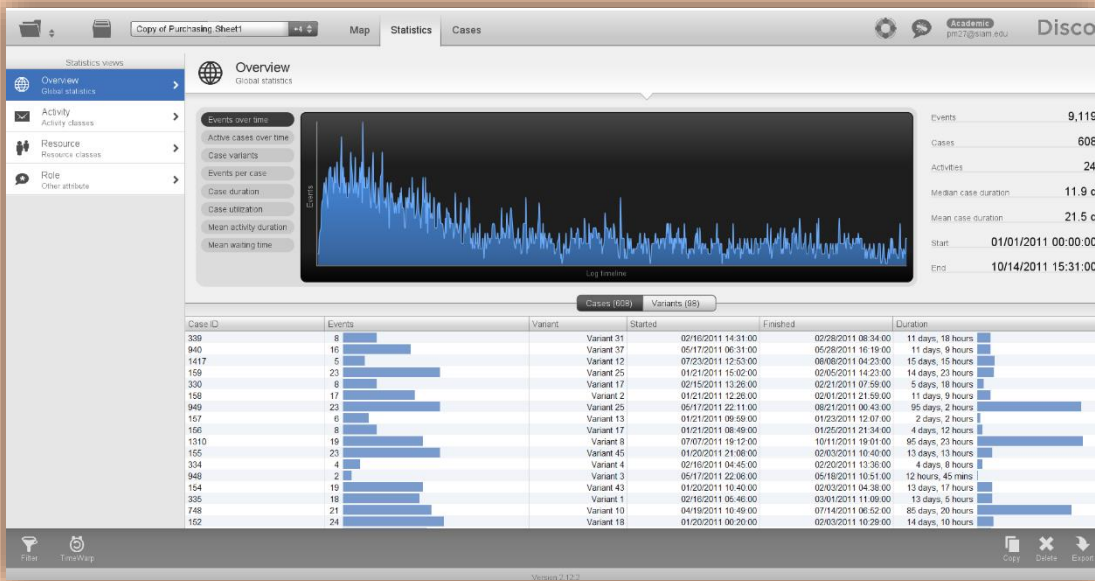 Copy of Purchasing.Sheet1
Map Statistics Cases
Academic
pm27@siam.edu
Disco
Statistics views
Overview
Global statistics
Activity
Activity classes
Resource
Resource classes
Role
Other attribute
Overview
Global statistics
Events over time
Active cases over time
Case variants
Events per case
Case duration
Case utilization
Mean activity duration
Mean waiting time
Events
Log timeline
Events 9,119
Cases 608
Activities 24
Median case duration 11.9 d
Mean case duration 21.5 d
Start 01/01/2011 00:00:00
End 10/14/2011 15:31:00
Cases (608) Variants (98)
Case ID Events Variant Started Finished Duration
339 8 Variant 31 02/16/2011 14:31:00 02/28/2011 08:34:00 11 days, 18 hours
940 16 Variant 37 05/17/2011 06:31:00 05/28/2011 16:19:00 11 days, 9 hours
1417 5 Variant 12 07/23/2011 12:53:00 08/08/2011 04:23:00 15 days, 15 hours
159 23 Variant 25 01/21/2011 15:02:00 02/05/2011 14:23:00 14 days, 23 hours
330 8 Variant 17 02/15/2011 13:26:00 02/21/2011 07:59:00 5 days, 18 hours
158 17 Variant 2 01/21/2011 12:26:00 02/01/2011 21:59:00 11 days, 9 hours
949 23 Variant 25 05/17/2011 22:11:00 08/21/2011 00:43:00 95 days, 2 hours
157 6 Variant 13 01/21/2011 09:59:00 01/23/2011 12:07:00 2 days, 2 hours
156 8 Variant 17 01/21/2011 08:49:00 01/25/2011 21:34:00 4 days, 12 hours
1310 19 Variant 8 07/07/2011 19:12:00 10/11/2011 19:01:00 95 days, 23 hours
155 23 Variant 45 01/20/2011 21:08:00 02/03/2011 10:40:00 13 days, 13 hours
334 4 Variant 4 02/16/2011 04:45:00 02/20/2011 13:36:00 4 days, 8 hours
948 2 Variant 3 05/17/2011 22:06:00 05/18/2011 10:51:00 12 hours, 45 mins
154 19 Variant 43 01/20/2011 10:40:00 02/03/2011 04:38:00 13 days, 17 hours
335 18 Variant 1 02/16/2011 05:46:00 03/01/2011 11:09:00 13 days, 5 hours
748 21 Variant 10 04/19/2011 10:49:00 07/14/2011 06:52:00 85 days, 20 hours
152 24 Variant 18 01/20/2011 00:20:00 02/03/2011 10:29:00 14 days, 10 hours
Filter TimeWarp Copy Delete Export
Version 2.12.2